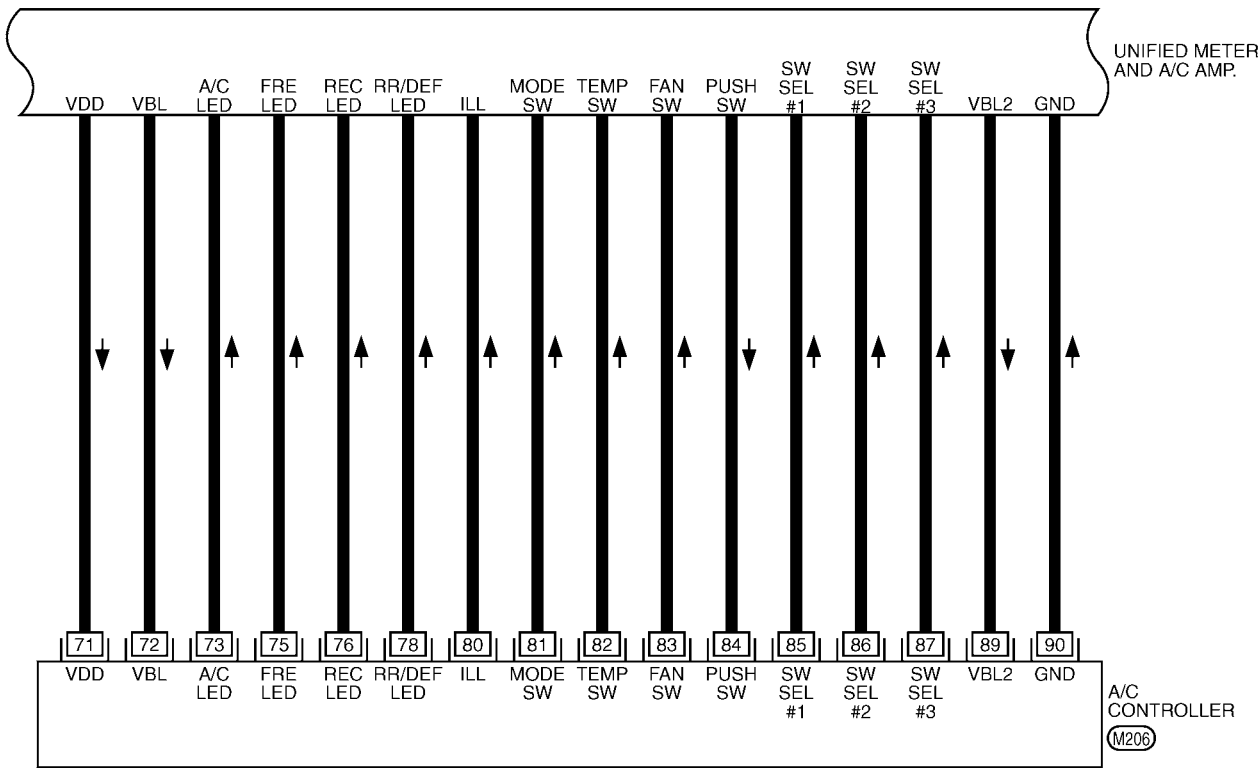 UNIFIED METER
AND A/C AMP.
VDD VBL A/C LED FRE LED REC LED RR/DEF LED ILL MODE SW TEMP SW FAN SW PUSH SW SW SEL #1 SW SEL #2 SW SEL #3 VBL2 GND
71 72 73 75 76 78 80 81 82 83 84 85 86 87 89 90
VDD VBL A/C LED FRE LED REC LED RR/DEF LED ILL MODE SW TEMP SW FAN SW PUSH SW SW SEL #1 SW SEL #2 SW SEL #3 VBL2 GND
A/C
CONTROLLER
M206